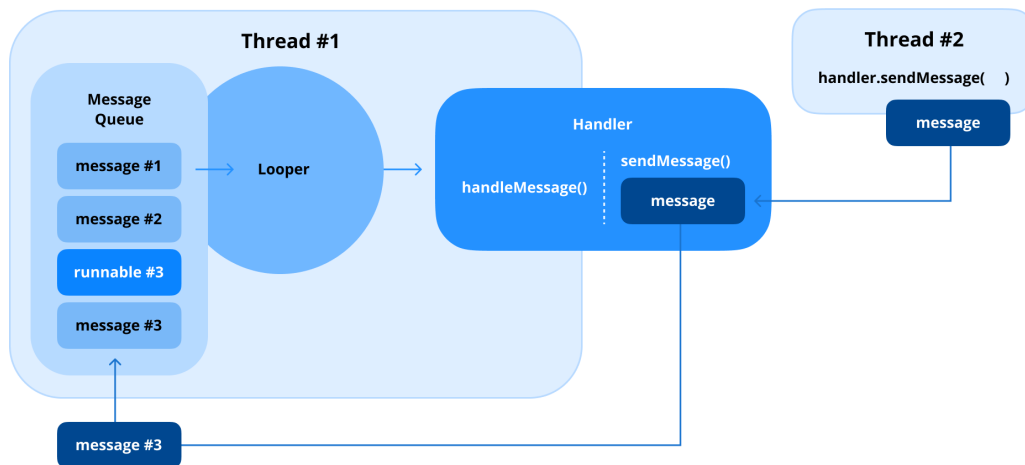 Thread #1
Message
Queue
message #1
message #2
runnable #3
message #3
Looper
Handler
handleMessage()
sendMessage()
message
Thread #2
handler.sendMessage( )
message
message #3